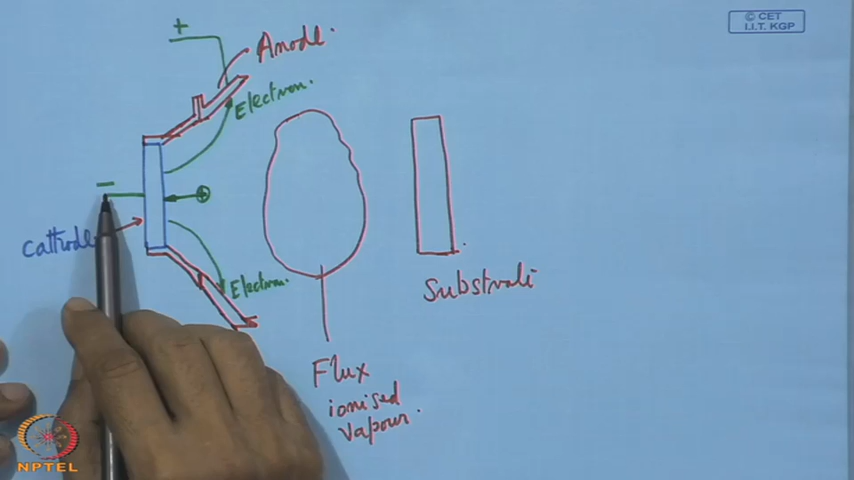 © CET
I.I.T. KGP
+
Anode.
Electron.
-
+
Cathode
Electron.
Substrate
Flux
ionised
vapour.
NPTEL